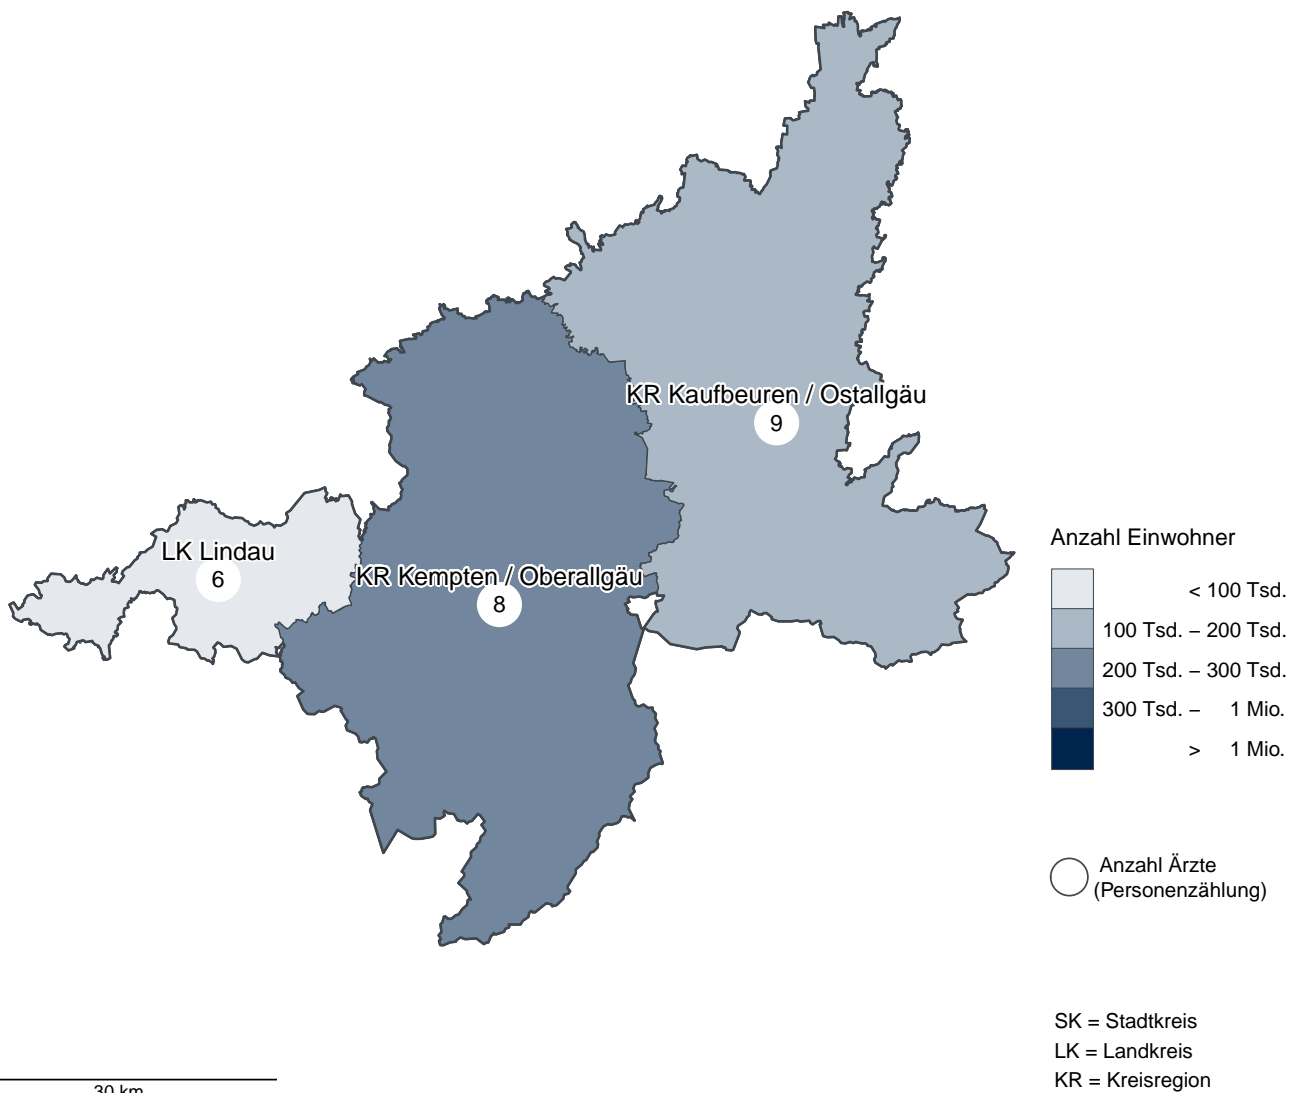 KR Kaufbeuren / Ostallgäu
9
LK Lindau
6
KR Kempten / Oberallgäu
8
Anzahl Einwohner
< 100 Tsd.
100 Tsd. – 200 Tsd.
200 Tsd. – 300 Tsd.
300 Tsd. – 1 Mio.
> 1 Mio.
Anzahl Ärzte
(Personenzählung)
SK = Stadtkreis
LK = Landkreis
KR = Kreisregion
30 km